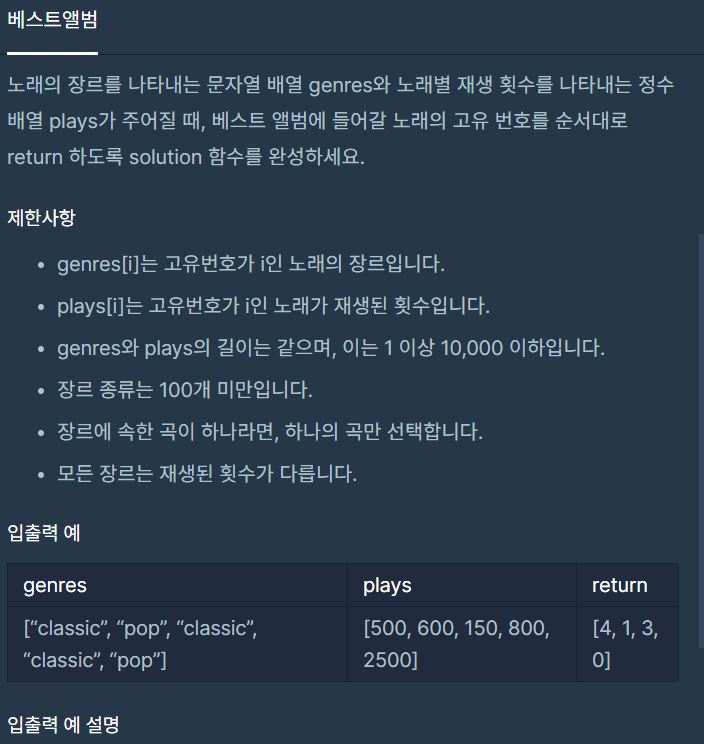 베스트앨범
노래의 장르를 나타내는 문자열 배열 genres와 노래별 재생 횟수를 나타내는 정수
배열 plays가 주어질 때, 베스트 앨범에 들어갈 노래의 고유 번호를 순서대로
return 하도록 solution 함수를 완성하세요.
제한사항
• genres[i]는 고유번호가 i인 노래의 장르입니다.
• plays[i]는 고유번호가 i인 노래가 재생된 횟수입니다.
• genres와 plays의 길이는 같으며, 이는 1 이상 10,000 이하입니다.
• 장르 종류는 100개 미만입니다.
• 장르에 속한 곡이 하나라면, 하나의 곡만 선택합니다.
• 모든 장르는 재생된 횟수가 다릅니다.
입출력 예
genres plays return
[“classic”, “pop”, “classic”, [500, 600, 150, 800, [4, 1, 3,
“classic”, “pop”] 2500] 0]
입출력 예 설명